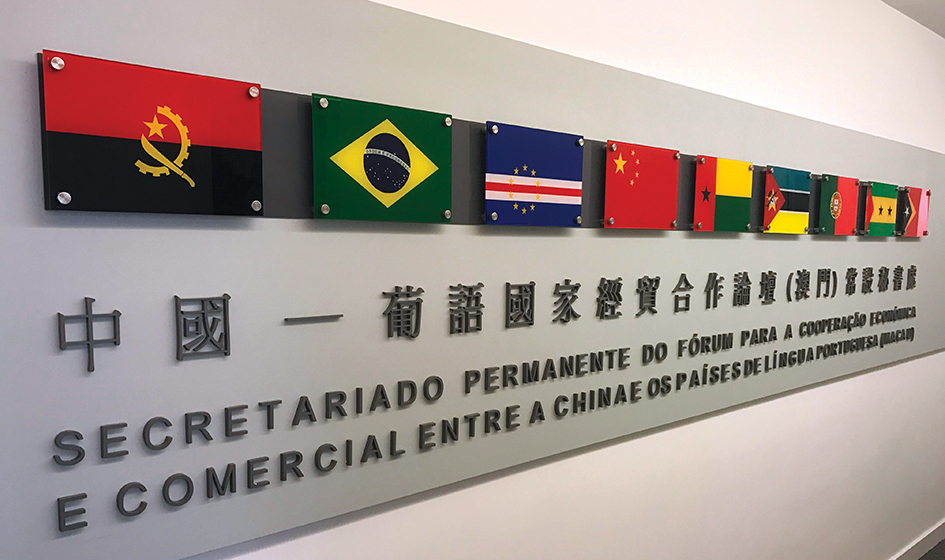 中國一葡語國家經貿合作論壇(澳門)常設秘書處
SECRETARIADO PERMANENTE DO FÓRUM PARA A COOPERAÇÃO ECONÓMICA
E COMERCIAL ENTRE A CHINA E OS PAÍSES DE LÍNGUA PORTUGUESA (MACAU)